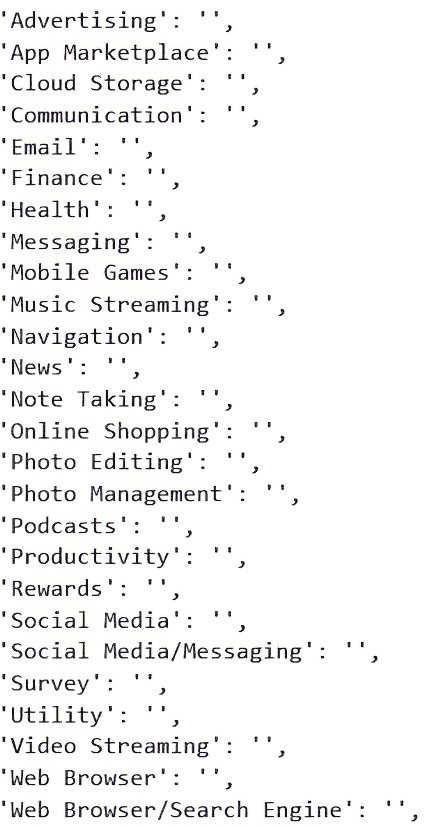 'Advertising': '',
'App Marketplace': '',
'Cloud Storage': '',
'Communication': '',
'Email': '',
'Finance': '',
'Health': '',
'Messaging': '',
'Mobile Games': '',
'Music Streaming': '',
'Navigation': '',
'News': '',
'Note Taking': '',
'Online Shopping': '',
'Photo Editing': '',
'Photo Management': '',
'Podcasts': '',
'Productivity': '',
'Rewards': '',
'Social Media': '',
'Social Media/Messaging': '',
'Survey': '',
'Utility': '',
'Video Streaming': '',
'Web Browser': '',
'Web Browser/Search Engine': '',